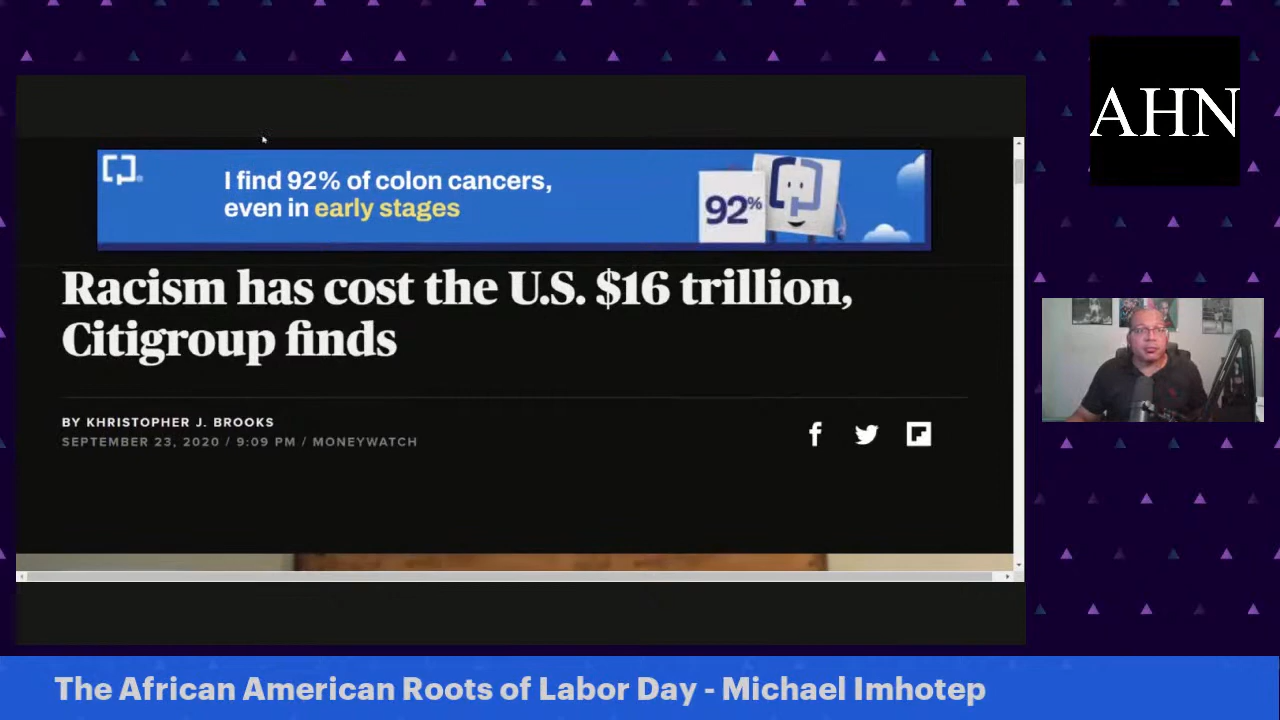 AHN
I find 92% of colon cancers,
even in early stages
92%
Racism has cost the U.S. $16 trillion,
Citigroup finds
BY KHRISTOPHER J. BROOKS
SEPTEMBER 23, 2020 / 9:09 PM / MONEYWATCH
The African American Roots of Labor Day - Michael Imhotep